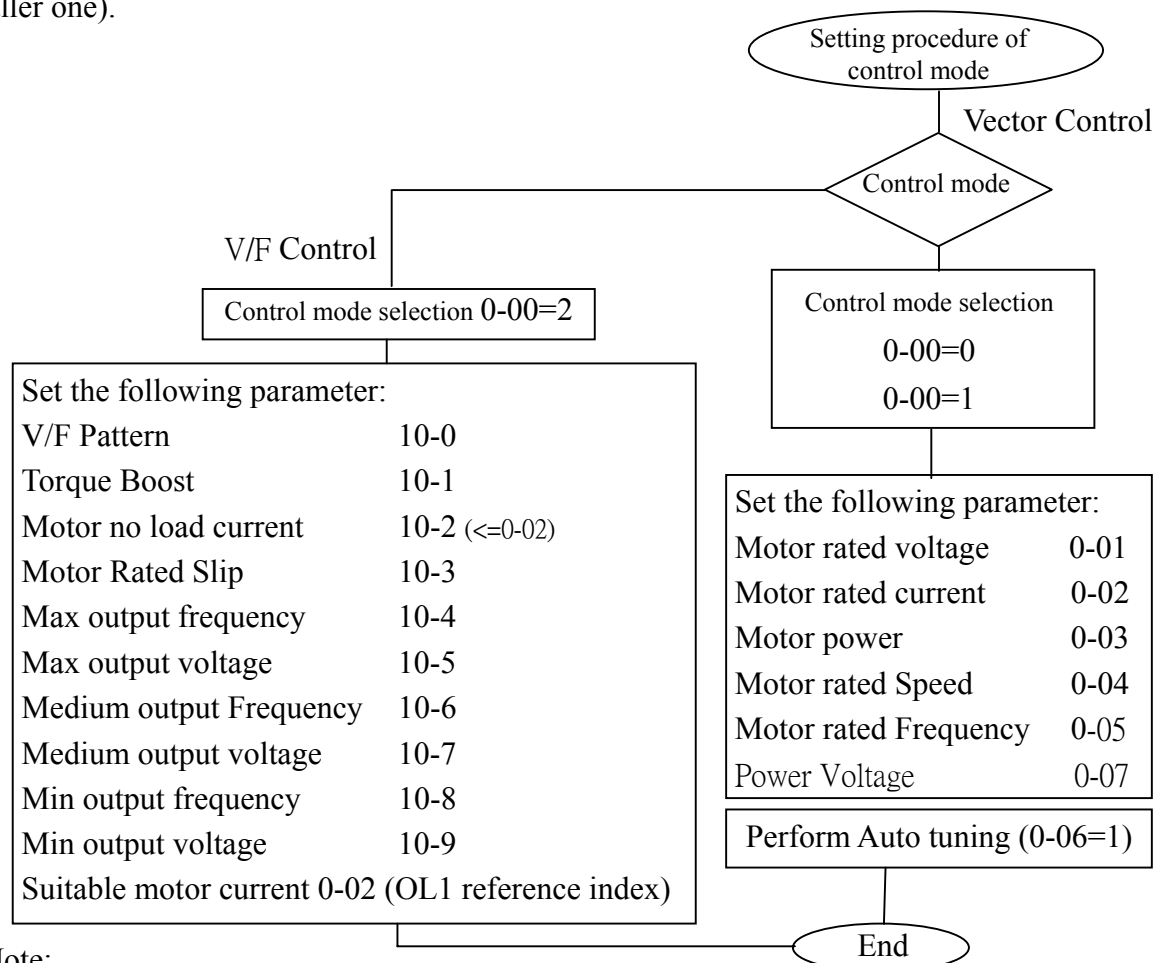 ller one).
Setting procedure of
control mode
Vector Control
Control mode
V/F Control
Control mode selection 0-00=2
Control mode selection
0-00=0
0-00=1
Set the following parameter:
V/F Pattern 10-0
Torque Boost 10-1
Motor no load current 10-2 (<=0-02)
Motor Rated Slip 10-3
Max output frequency 10-4
Max output voltage 10-5
Medium output Frequency 10-6
Medium output voltage 10-7
Min output frequency 10-8
Min output voltage 10-9
Suitable motor current 0-02 (OL1 reference index)
Set the following parameter:
Motor rated voltage 0-01
Motor rated current 0-02
Motor power 0-03
Motor rated Speed 0-04
Motor rated Frequency 0-05
Power Voltage 0-07
Perform Auto tuning (0-06=1)
End